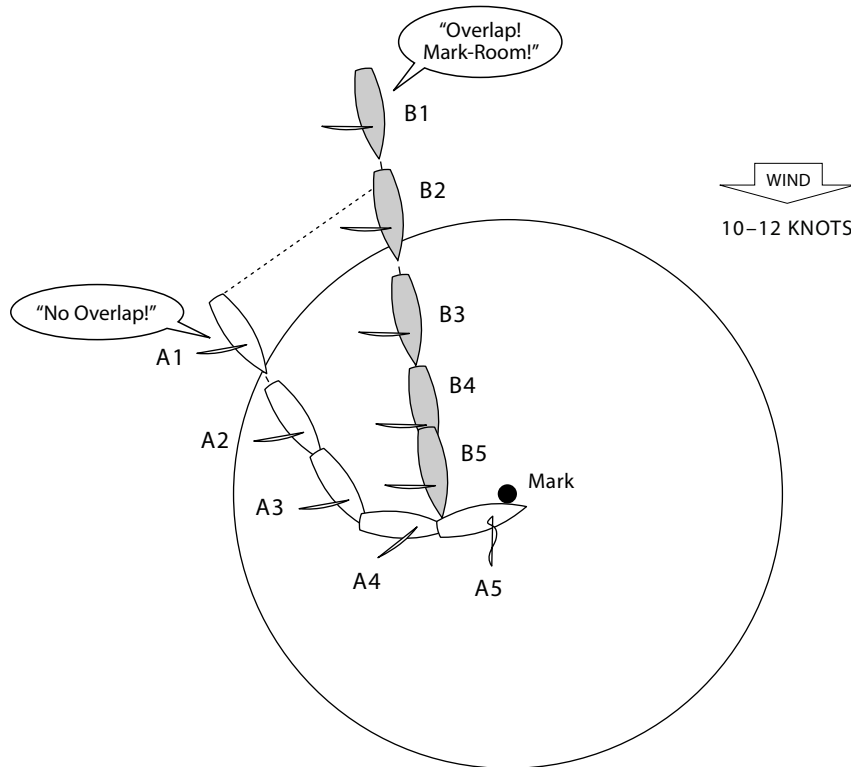 “Overlap!
Mark-Room!”
B1
WIND
B2
10–12 KNOTS
“No Overlap!”
B3
A1
B4
A2
B5
Mark
A3
A4
A5